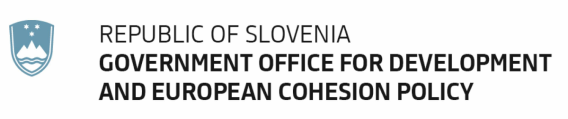 REPUBLIC OF SLOVENIA
GOVERNMENT OFFICE FOR DEVELOPMENT
AND EUROPEAN COHESION POLICY